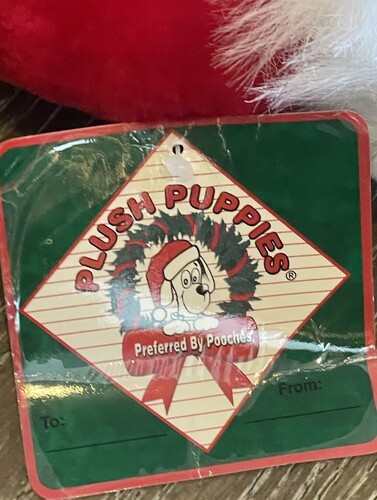 PLUSH PUPPIES®
Preferred By Pooches.
To:
From: